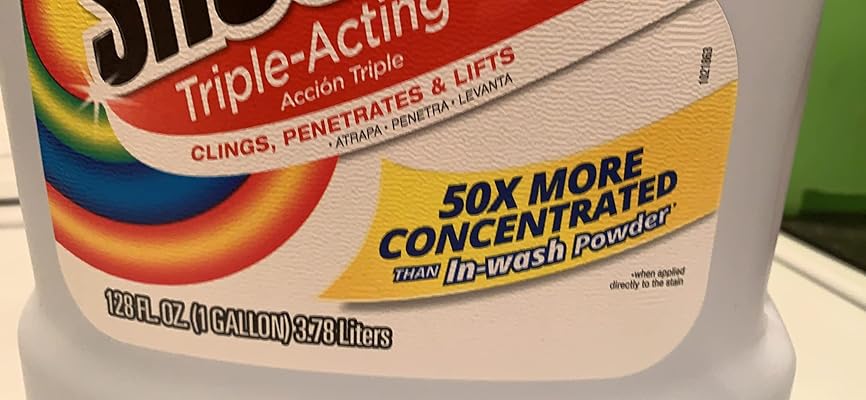 Triple-Acting
Acción Triple
CLINGS, PENETRATES & LIFTS
• ATRAPA • PENETRA • LEVANTA
1021863
50X MORE
CONCENTRATED
THAN In-wash Powder*
*when applied
directly to the stain
128 FL. OZ. (1 GALLON) 3.78 Liters